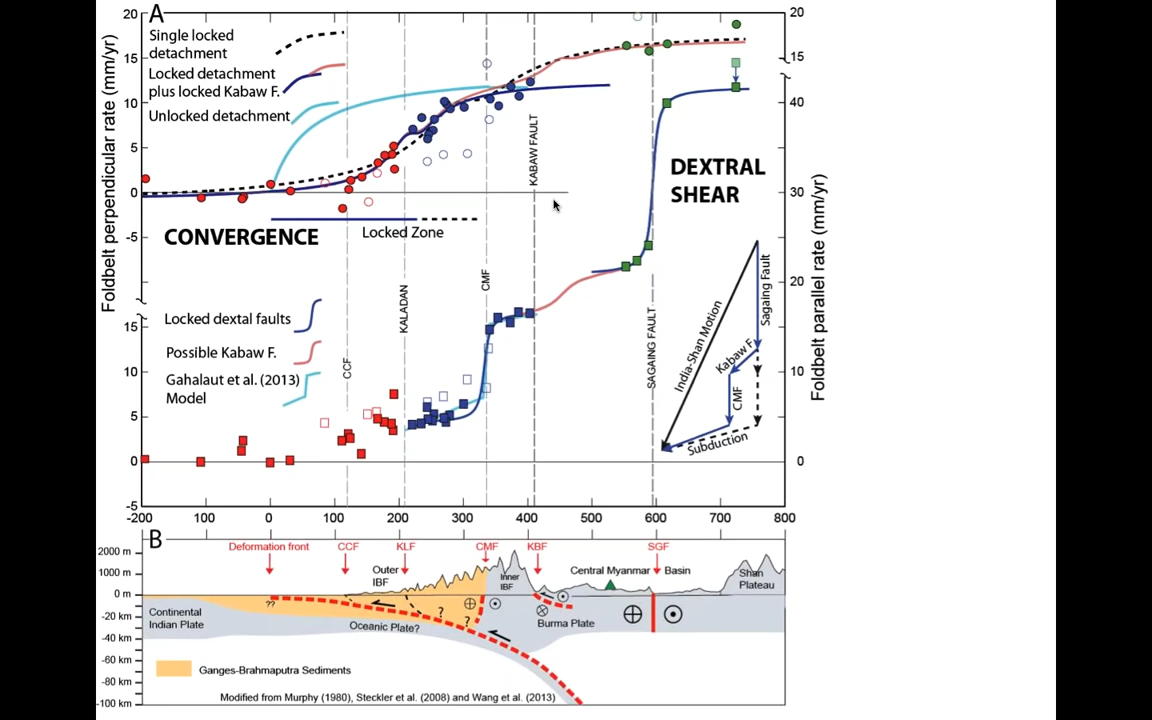 A
20
15
10
5
0
-5
15
10
5
0
-5
Foldbelt perpendicular rate (mm/yr)
Single locked
detachment
Locked detachment
plus locked Kabaw F.
Unlocked detachment
CONVERGENCE
Locked Zone
Locked dextal faults
Possible Kabaw F.
Gahalaut et al. (2013)
Model
CCF
KALADAN
CMF
KABAW FAULT
SAGAING FAULT
DEXTRAL
SHEAR
India-Shan Motion
Sagaing Fault
Kabaw F.
CMF
Subduction
20
15
40
30
20
10
0
Foldbelt parallel rate (mm/yr)
-200 100 0 100 200 300 400 500 600 700 800
B
2000 m
1000 m
0 m
-20 km
-40 km
-60 km
-80 km
-100 km
Deformation front CCF KLF CMF KBF SGF
Outer
IBF
Inner
IBF
Central Myanmar Basin
Shan
Plateau
??
Continental
Indian Plate
Oceanic Plate?
?
?
Burma Plate
Ganges-Brahmaputra Sediments
Modified from Murphy (1980), Steckler et al. (2008) and Wang et al. (2013)